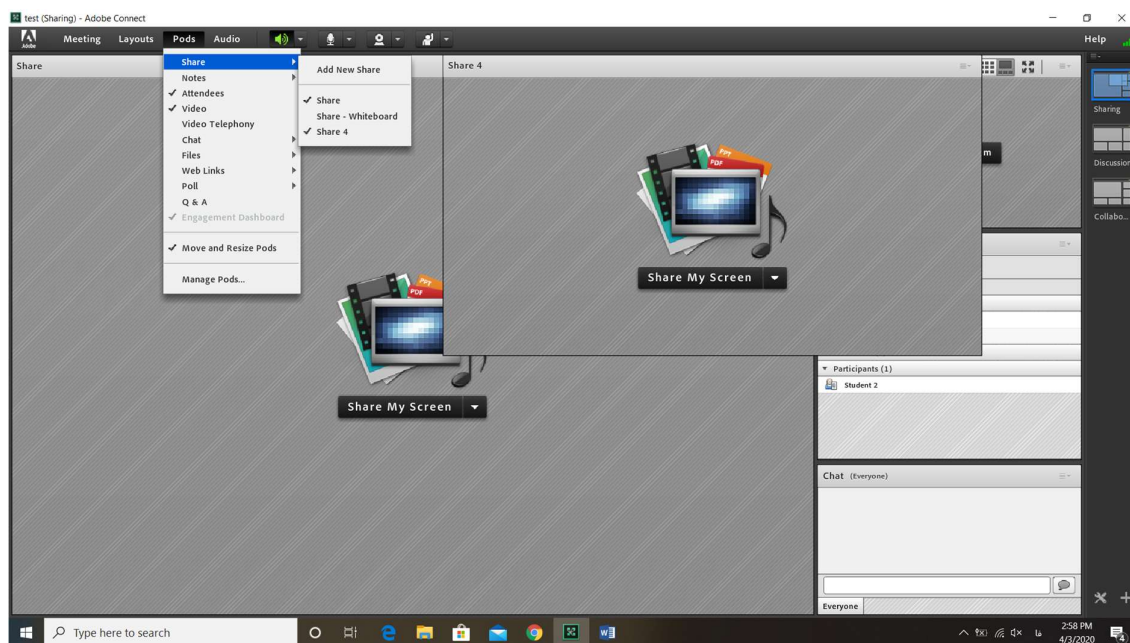 test (Sharing) - Adobe Connect
Adobe
Meeting Layouts Pods Audio Help
Share
Share
Notes
Attendees
Video
Video Telephony
Chat
Files
Web Links
Poll
Q & A
Engagement Dashboard
Move and Resize Pods
Manage Pods...
Add New Share
Share
Share - Whiteboard
Share 4
Share 4
PPT
PDF
Share My Screen
PPT
PDF
Share My Screen
m
Participants (1)
Student 2
Chat (Everyone)
Everyone
Sharing
Discussion
Collabo...
Type here to search
فا
2:58 PM
4/3/2020
4